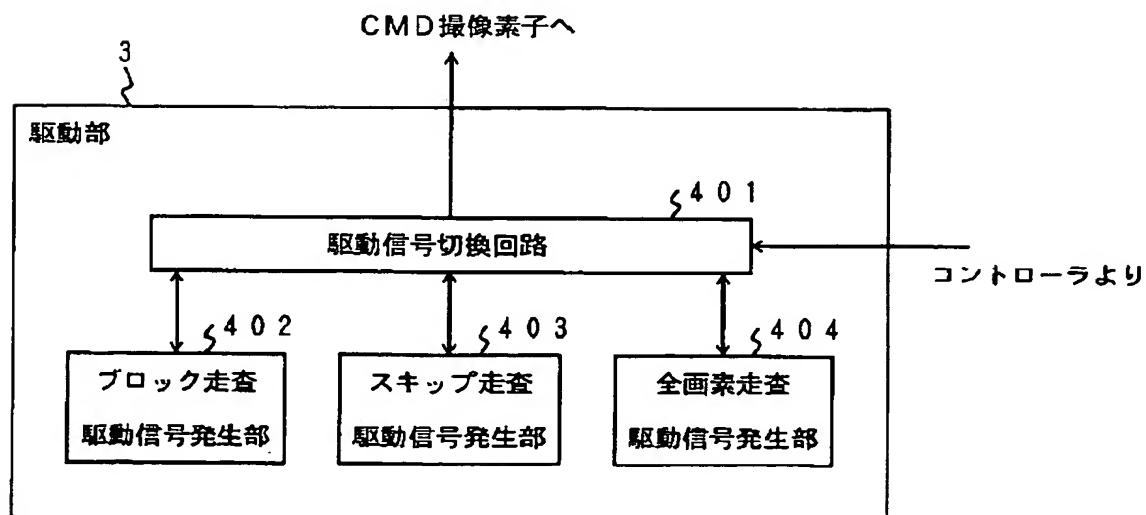 CMD撮像素子へ
3
駆動部
401
駆動信号切換回路
コントローラより
402
403
404
ブロック走査
駆動信号発生部
スキップ走査
駆動信号発生部
全画素走査
駆動信号発生部